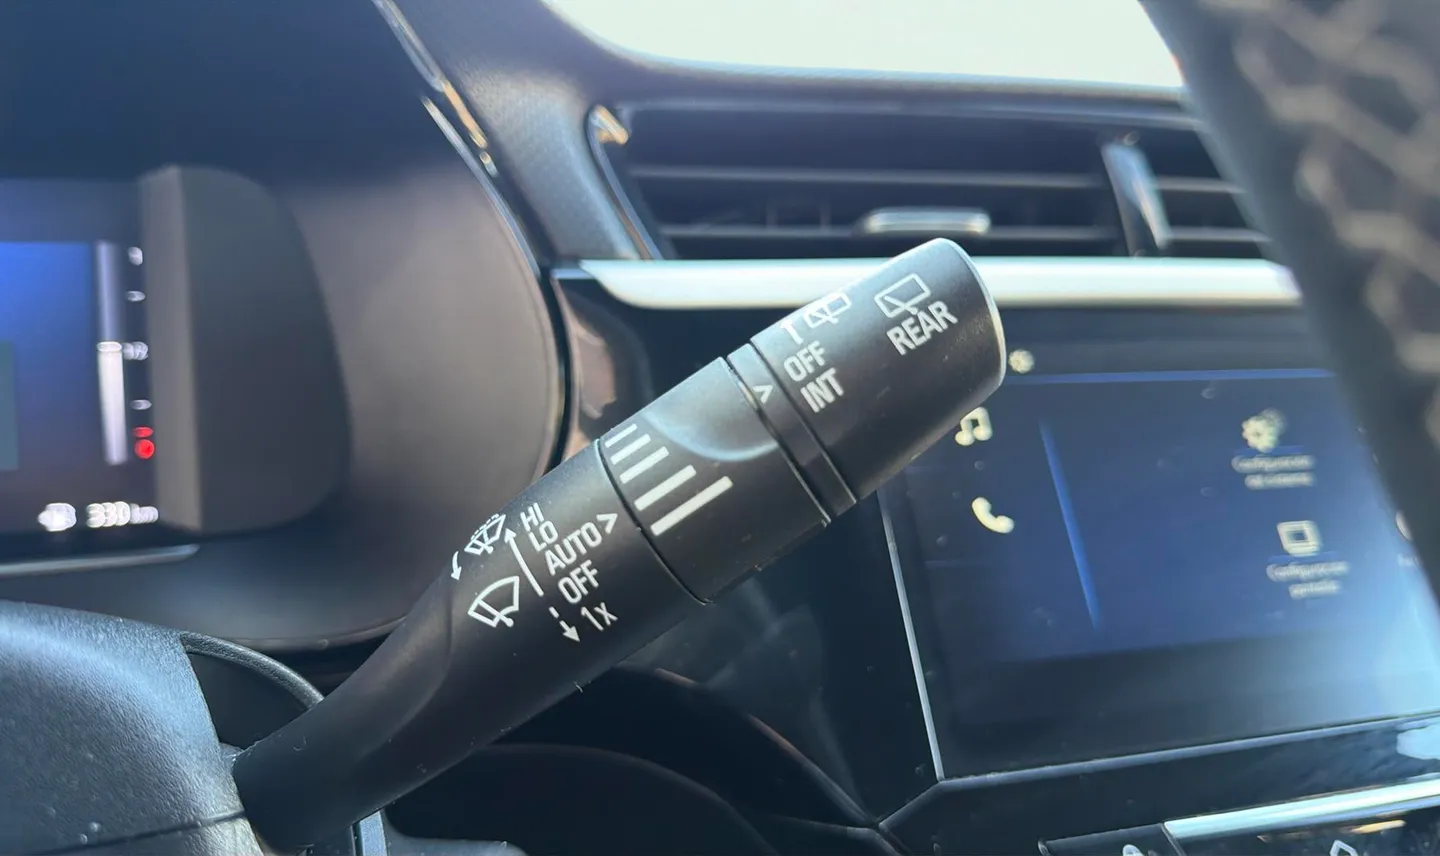 REAR
OFF
INT
HI
LO
AUTO
OFF
1x
330 km